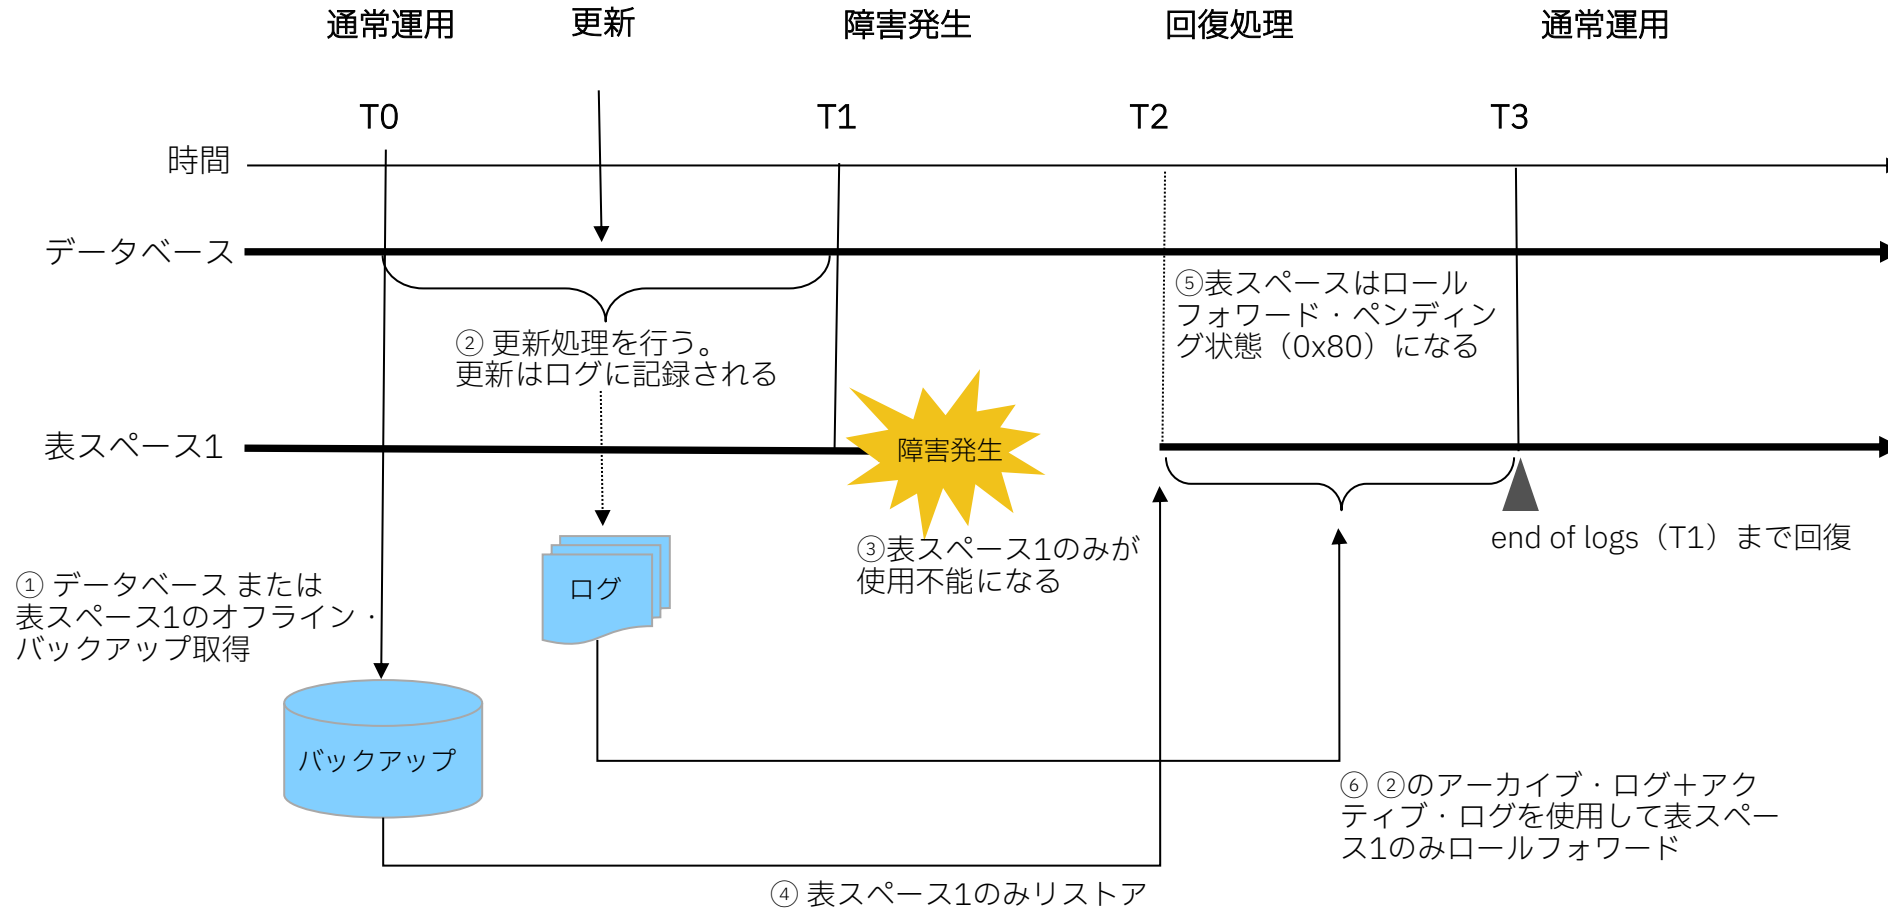 通常運用
更新
障害発生
回復処理
通常運用
T0
T1
T2
T3
時間
データベース
⑤表スペースはロール
フォワード・ペンディン
グ状態（0x80）になる
② 更新処理を行う。
更新はログに記録される
表スペース1
障害発生
③表スペース1のみが
使用不能になる
end of logs（T1）まで回復
ログ
① データベース または
表スペース1のオフライン・
バックアップ取得
バックアップ
⑥ ②のアーカイブ・ログ＋アク
ティブ・ログを使用して表スペー
ス1のみロールフォワード
④ 表スペース1のみリストア